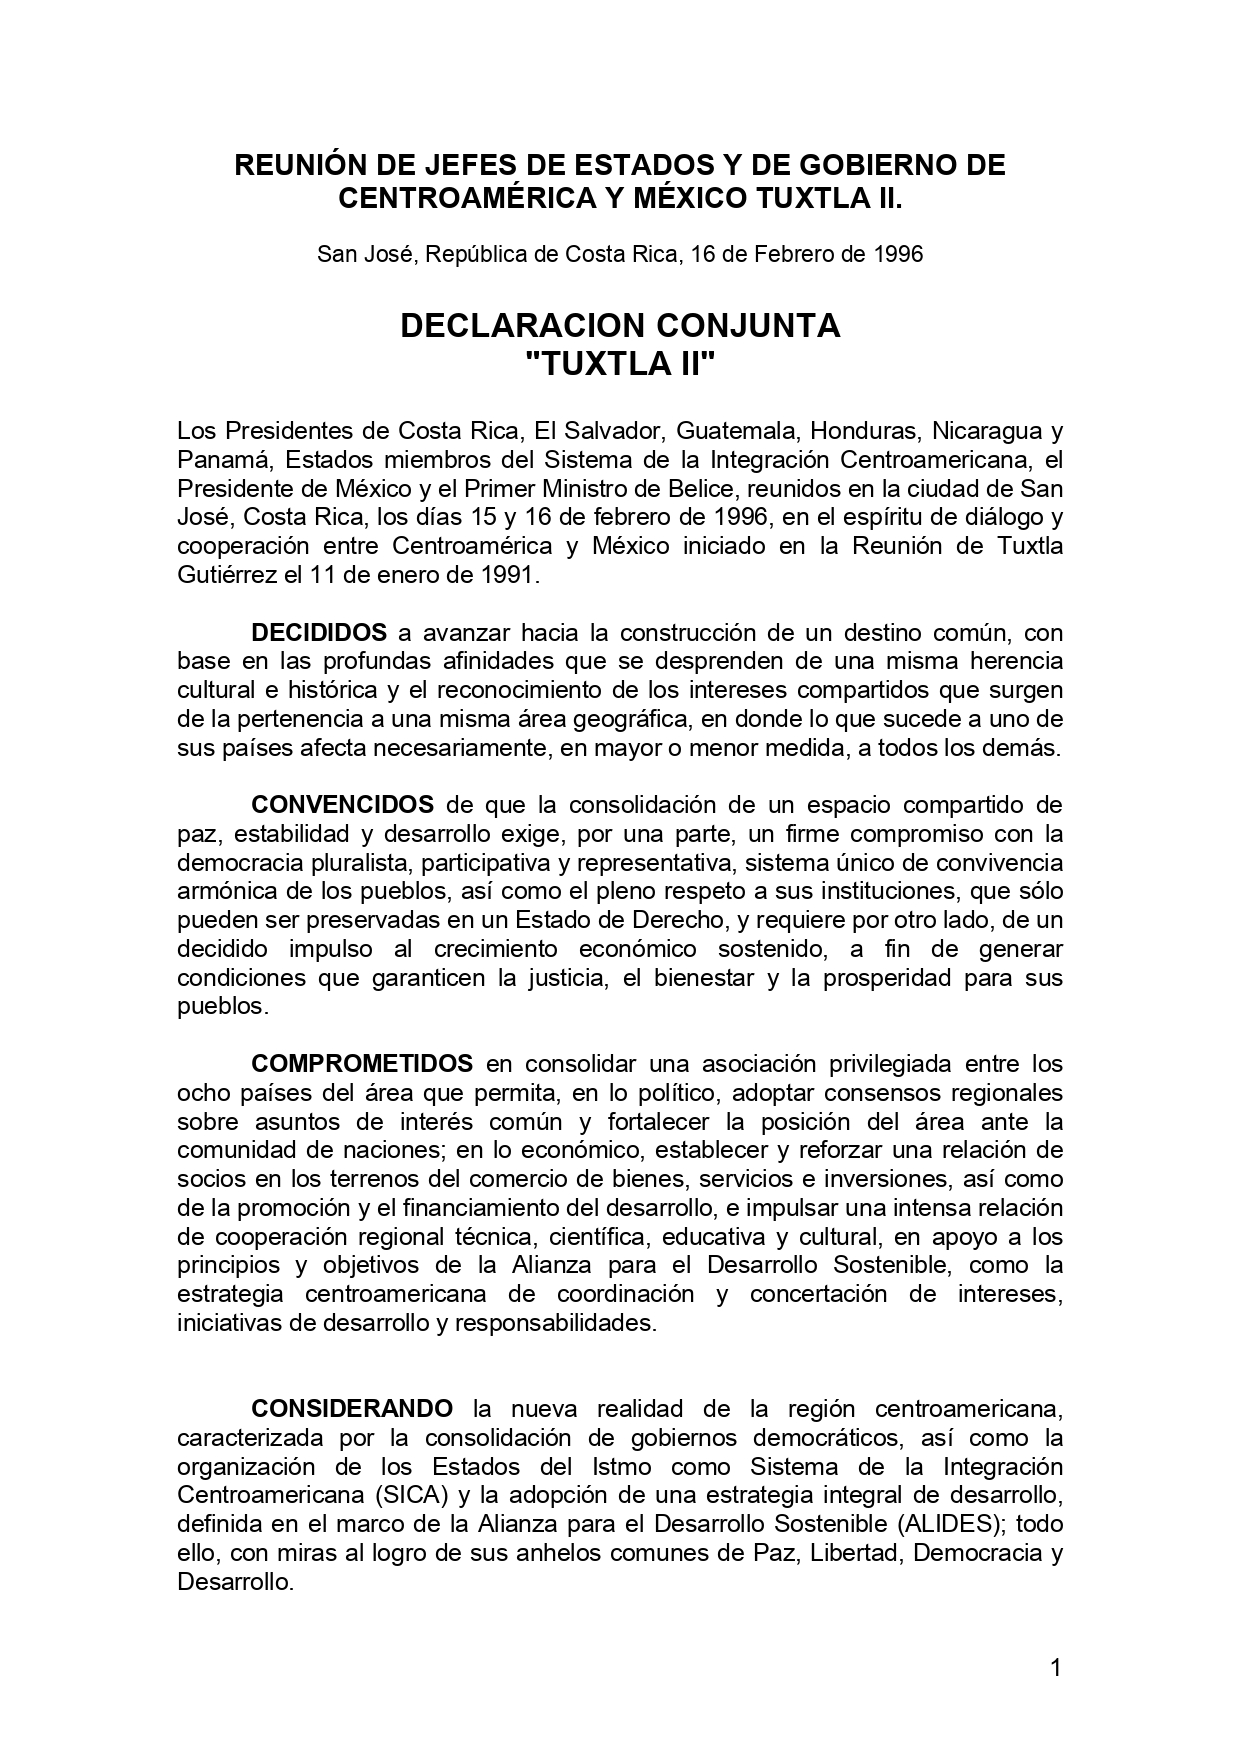 REUNIÓN DE JEFES DE ESTADOS Y DE GOBIERNO DE
CENTROAMÉRICA Y MÉXICO TUXTLA II.
San José, República de Costa Rica, 16 de Febrero de 1996
DECLARACION CONJUNTA
"TUXTLA II"
Los Presidentes de Costa Rica, El Salvador, Guatemala, Honduras, Nicaragua y
Panamá, Estados miembros del Sistema de la Integración Centroamericana, el
Presidente de México y el Primer Ministro de Belice, reunidos en la ciudad de San
José, Costa Rica, los días 15 y 16 de febrero de 1996, en el espíritu de diálogo y
cooperación entre Centroamérica y México iniciado en la Reunión de Tuxtla
Gutiérrez el 11 de enero de 1991.
DECIDIDOS a avanzar hacia la construcción de un destino común, con
base en las profundas afinidades que se desprenden de una misma herencia
cultural e histórica y el reconocimiento de los intereses compartidos que surgen
de la pertenencia a una misma área geográfica, en donde lo que sucede a uno de
sus países afecta necesariamente, en mayor o menor medida, a todos los demás.
CONVENCIDOS de que la consolidación de un espacio compartido de
paz, estabilidad y desarrollo exige, por una parte, un firme compromiso con la
democracia pluralista, participativa y representativa, sistema único de convivencia
armónica de los pueblos, así como el pleno respeto a sus instituciones, que sólo
pueden ser preservadas en un Estado de Derecho, y requiere por otro lado, de un
decidido impulso al crecimiento económico sostenido, a fin de generar
condiciones que garanticen la justicia, el bienestar y la prosperidad para sus
pueblos.
COMPROMETIDOS en consolidar una asociación privilegiada entre los
ocho países del área que permita, en lo político, adoptar consensos regionales
sobre asuntos de interés común y fortalecer la posición del área ante la
comunidad de naciones; en lo económico, establecer y reforzar una relación de
socios en los terrenos del comercio de bienes, servicios e inversiones, así como
de la promoción y el financiamiento del desarrollo, e impulsar una intensa relación
de cooperación regional técnica, científica, educativa y cultural, en apoyo a los
principios y objetivos de la Alianza para el Desarrollo Sostenible, como la
estrategia centroamericana de coordinación y concertación de intereses,
iniciativas de desarrollo y responsabilidades.
CONSIDERANDO la nueva realidad de la región centroamericana,
caracterizada por la consolidación de gobiernos democráticos, así como la
organización de los Estados del Istmo como Sistema de la Integración
Centroamericana (SICA) y la adopción de una estrategia integral de desarrollo,
definida en el marco de la Alianza para el Desarrollo Sostenible (ALIDES); todo
ello, con miras al logro de sus anhelos comunes de Paz, Libertad, Democracia y
Desarrollo.
1